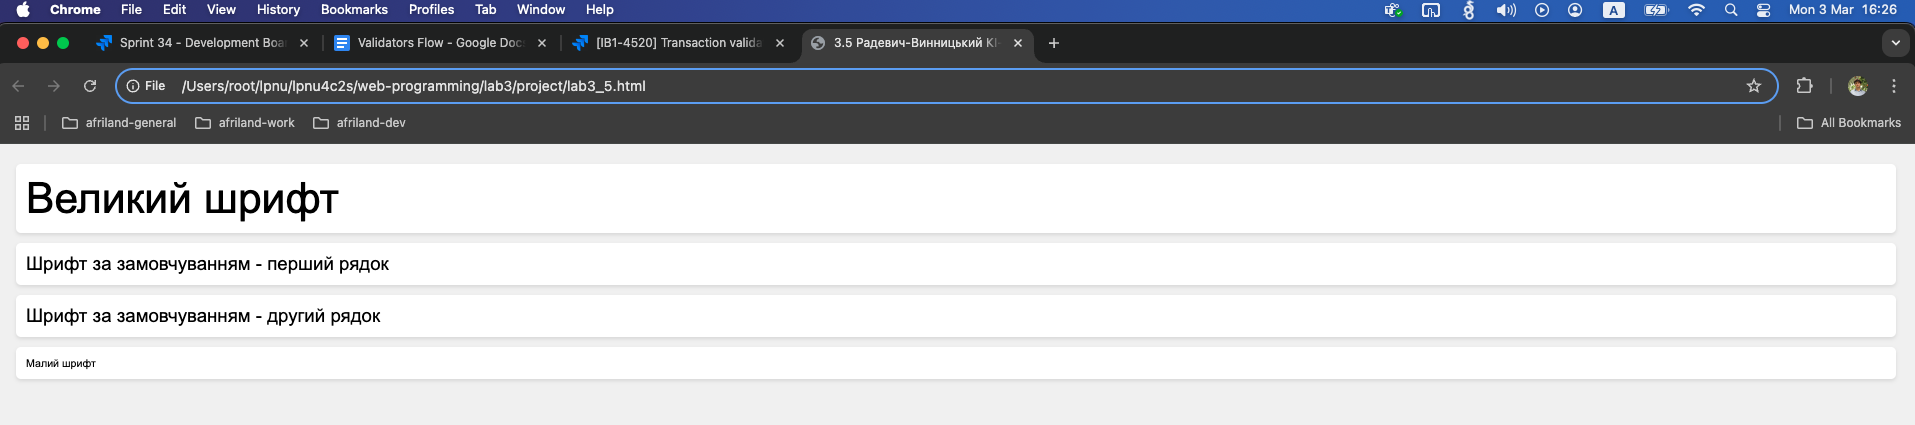 Chrome File Edit View History Bookmarks Profiles Tab Window Help A Mon 3 Mar 16:26
Sprint 34 - Development Boa Validators Flow - Google Doc [IB1-4520] Transaction valida 3.5 Радевич-Винницький КІ
File /Users/root/lpnu/lpnu4c2s/web-programming/lab3/project/lab3_5.html
afriland-general afriland-work afriland-dev All Bookmarks
Великий шрифт
Шрифт за замовчуванням - перший рядок
Шрифт за замовчуванням - другий рядок
Малий шрифт